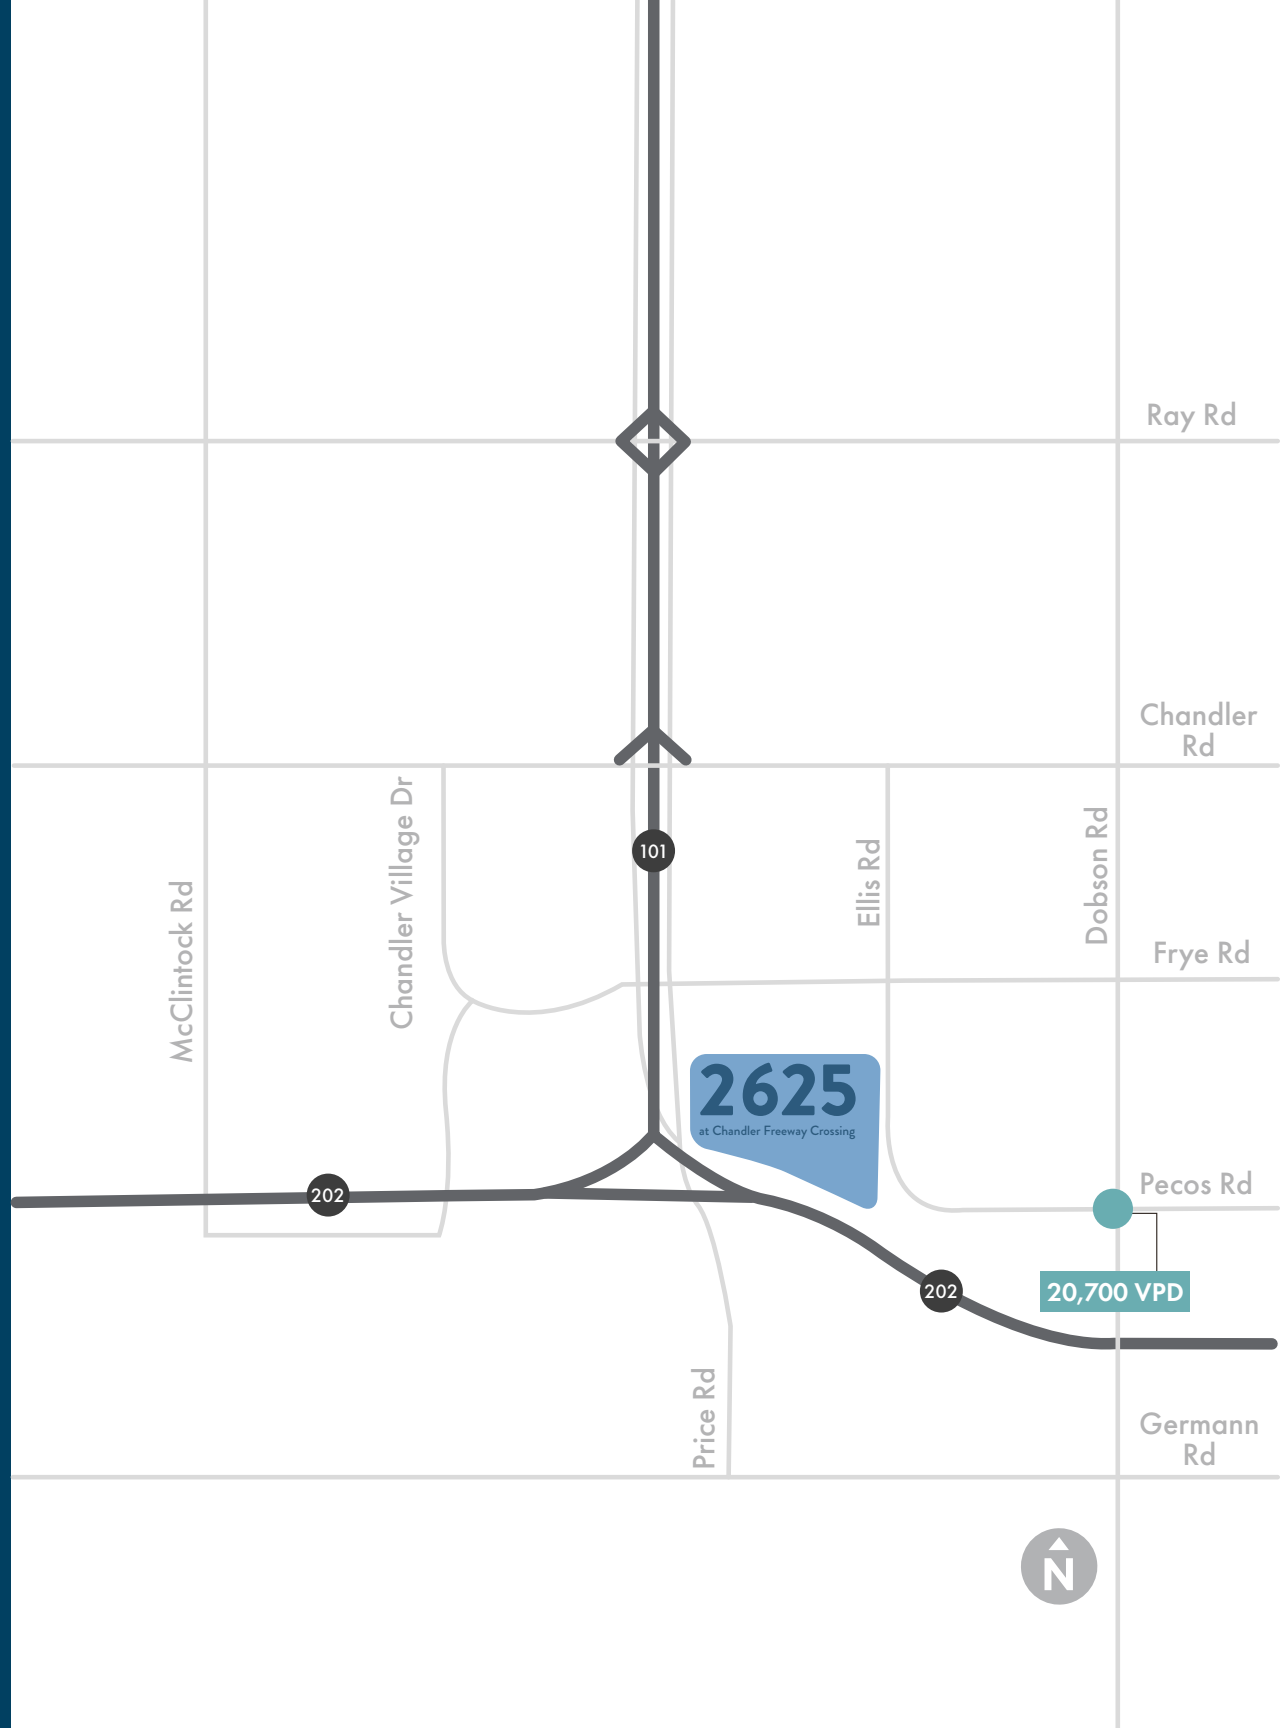 Ray Rd
Chandler
Rd
Chandler Village Dr
101
Ellis Rd
Dobson Rd
McClintock Rd
Frye Rd
2625
at Chandler Freeway Crossing
Pecos Rd
202
202
20,700 VPD
Price Rd
Germann
Rd
N